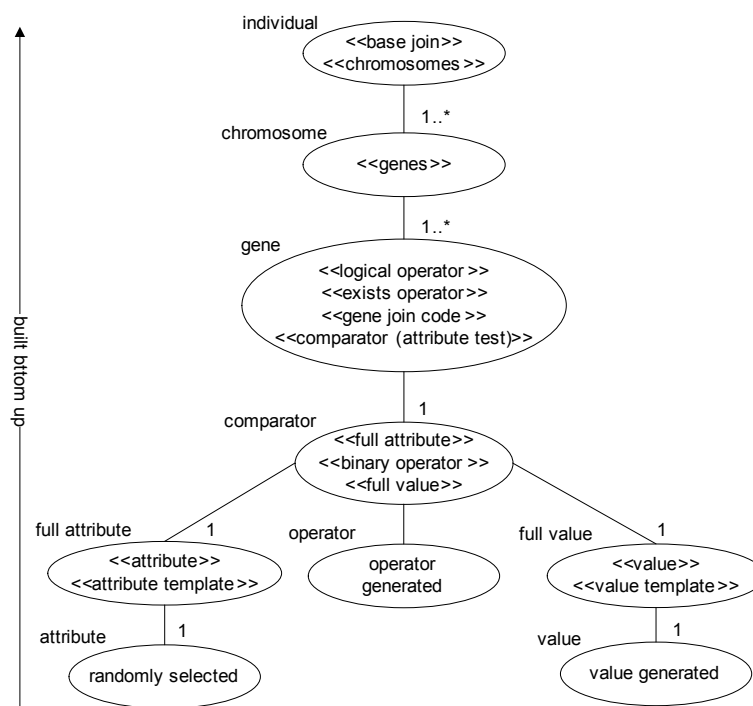 individual
<<base join>>
<<chromosomes>>
1..*
chromosome
<<genes>>
1..*
gene
<<logical operator >>
<<exists operator>>
<<gene join code >>
<<comparator (attribute test)>>
built bttom up
1
comparator
<<full attribute>>
<<binary operator >>
<<full value>>
full attribute
1
operator
full value
1
<<attribute>>
<<attribute template>>
operator
generated
<<value>>
<<value template>>
attribute
1
value
1
randomly selected
value generated